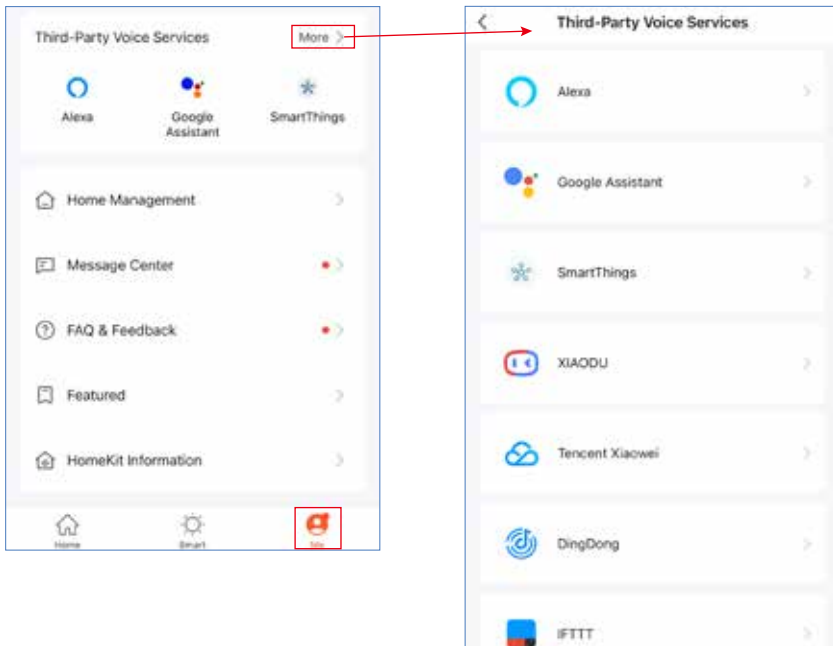 Third-Party Voice Services
More
Alexa
Google
Assistant
SmartThings
Home Management
Message Center
FAQ & Feedback
Featured
HomeKit Information
Home
Smart
Me
Third-Party Voice Services
Alexa
Google Assistant
SmartThings
XIAODU
Tencent Xiaowei
DingDong
IFTTT